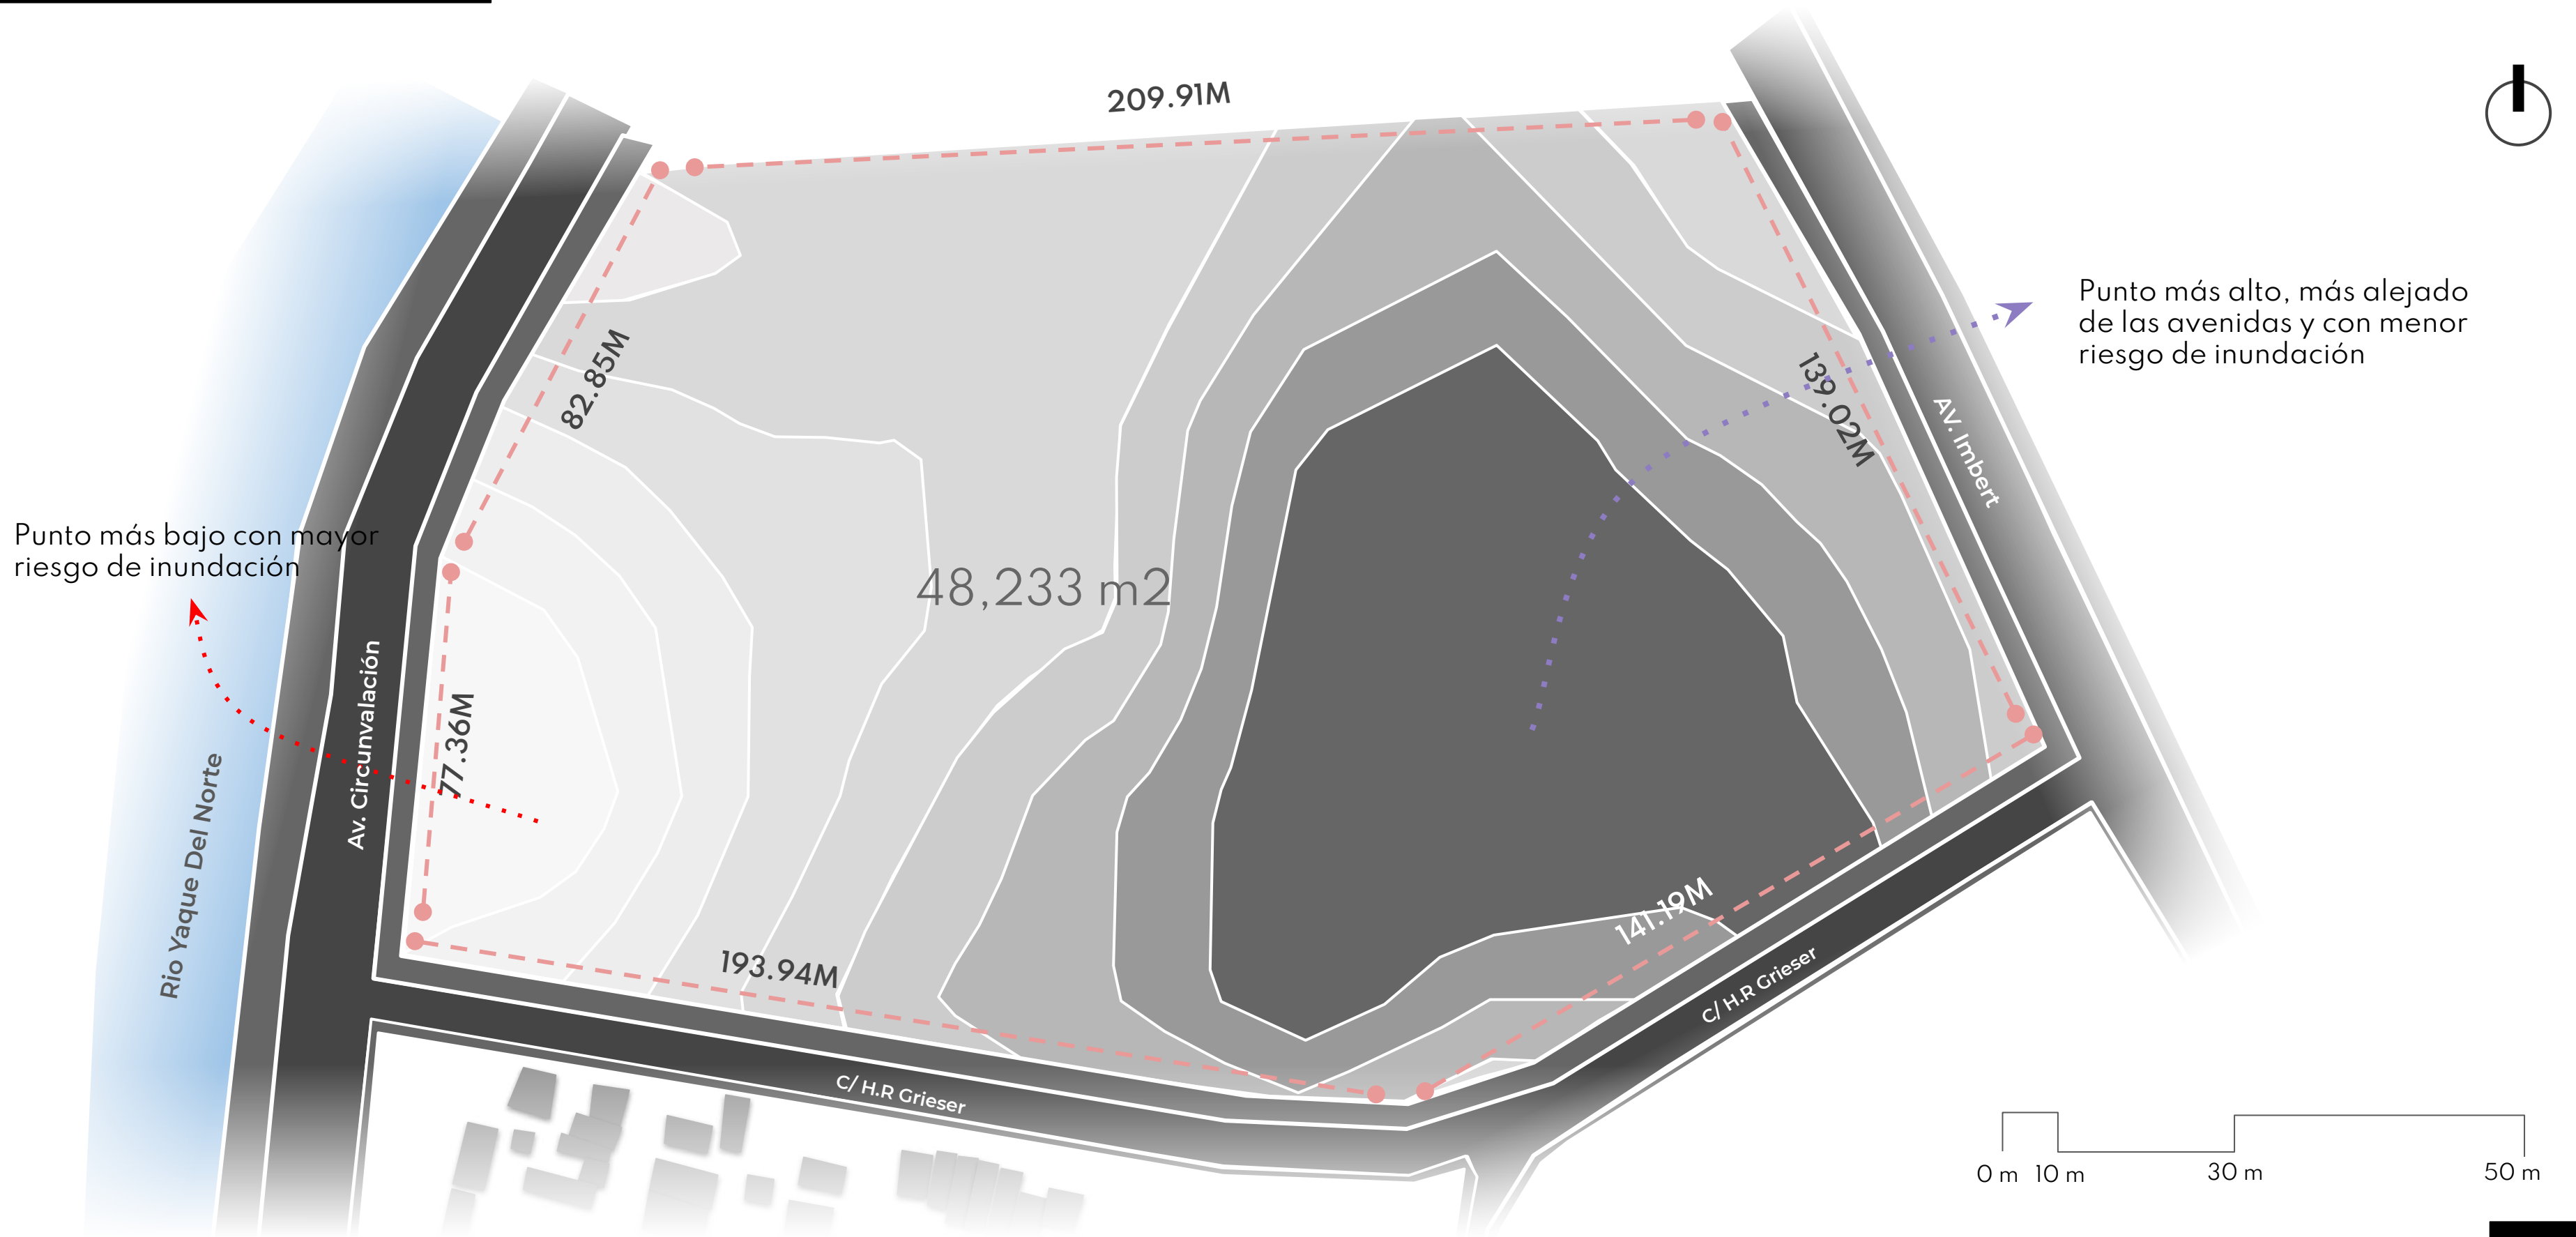 209.91M
Punto más alto, más alejado
de las avenidas y con menor
riesgo de inundación
82.85M
139.02M
AV. Imbert
Punto más bajo con mayor
riesgo de inundación
48,233 m2
77.36M
Av. Circunvalación
Rio Yaque Del Norte
193.94M
141.19M
C/ H.R Grieser
C/ H.R Grieser
0 m 10 m 30 m 50 m